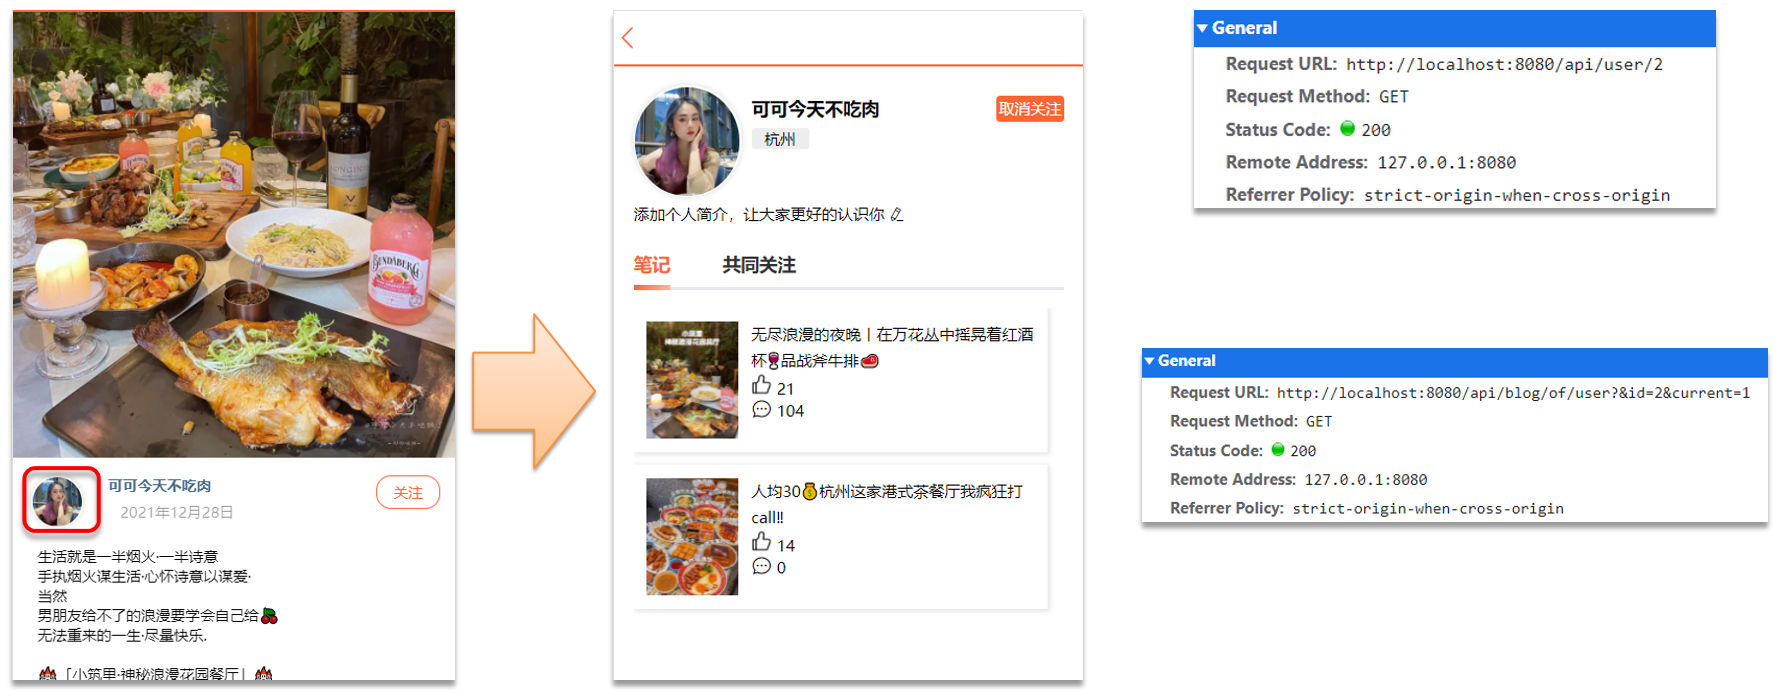 LONGINO
BUNDABERG
可可今天不吃肉
2021年12月28日
关注
生活就是一半烟火·一半诗意
手执烟火谋生活·心怀诗意以谋爱·
当然
男朋友给不了的浪漫要学会自己给🍒
无法重来的一生·尽量快乐.
🏰「小筑里·神秘浪漫花园餐厅」🏰
可可今天不吃肉
杭州
取消关注
添加个人简介，让大家更好的认识你
笔记 共同关注
无尽浪漫的夜晚丨在万花丛中摇晃着红酒
杯🍷品战斧牛排🥩
21
104
人均30💰杭州这家港式茶餐厅我疯狂打
call‼
14
0
General
Request URL: http://localhost:8080/api/user/2
Request Method: GET
Status Code: 200
Remote Address: 127.0.0.1:8080
Referrer Policy: strict-origin-when-cross-origin
General
Request URL: http://localhost:8080/api/blog/of/user?&id=2&current=1
Request Method: GET
Status Code: 200
Remote Address: 127.0.0.1:8080
Referrer Policy: strict-origin-when-cross-origin